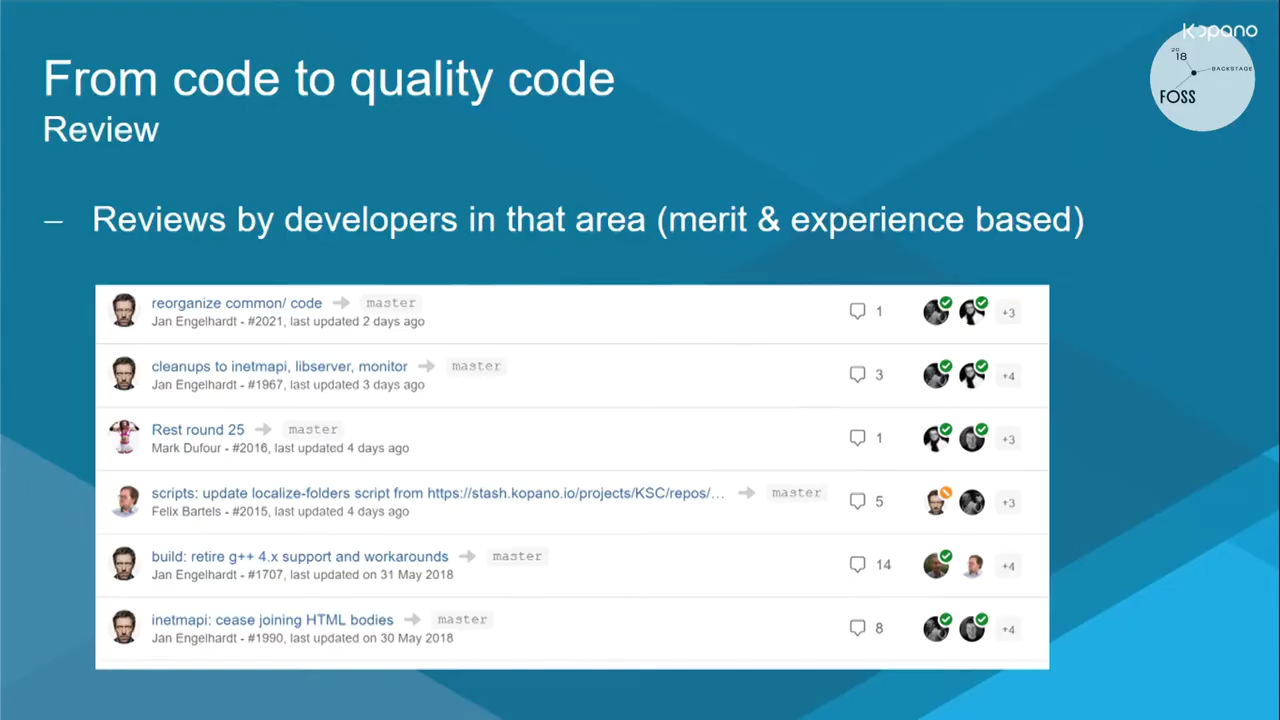 Kopano
20
18
BACKSTAGE
FOSS
From code to quality code
Review
– Reviews by developers in that area (merit & experience based)
reorganize common/ code → master
Jan Engelhardt - #2021, last updated 2 days ago
1
+3
cleanups to inetmapi, libserver, monitor → master
Jan Engelhardt - #1967, last updated 3 days ago
3
+4
Rest round 25 → master
Mark Dufour - #2016, last updated 4 days ago
1
+3
scripts: update localize-folders script from https://stash.kopano.io/projects/KSC/repos/… → master
Felix Bartels - #2015, last updated 4 days ago
5
+3
build: retire g++ 4.x support and workarounds → master
Jan Engelhardt - #1707, last updated on 31 May 2018
14
+4
inetmapi: cease joining HTML bodies → master
Jan Engelhardt - #1990, last updated on 30 May 2018
8
+4